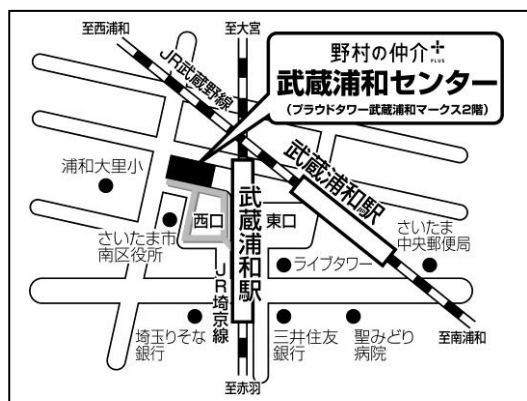 至西浦和
至大宮
JR武蔵野線
野村の仲介+
PLUS
武蔵浦和センター
(プラウドタワー武蔵浦和マークス2階)
浦和大里小
武蔵浦和駅
武蔵浦和駅
西口
東口
さいたま市
南区役所
さいたま
中央郵便局
ライブタワー
JR埼京線
埼玉りそな
銀行
三井住友
銀行
聖みどり
病院
至南浦和
至赤羽